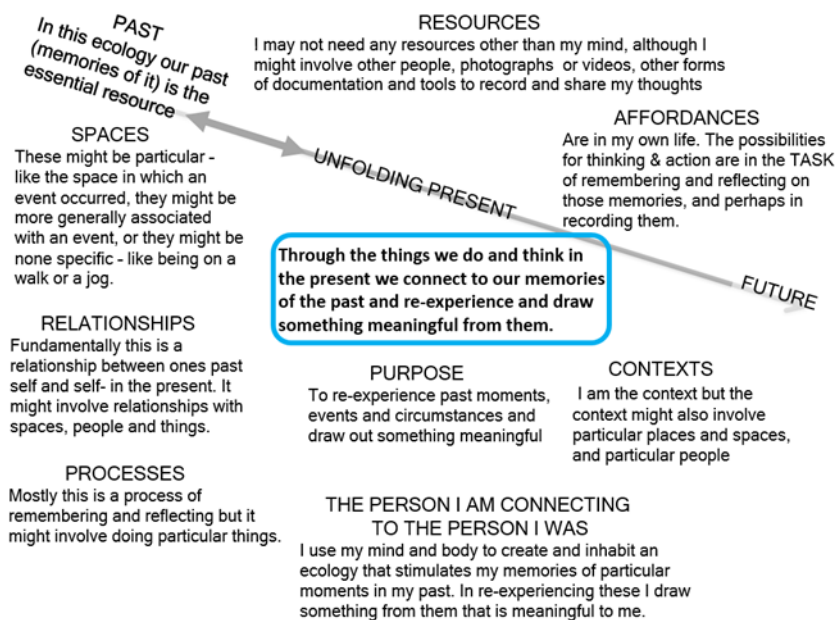 PAST
In this ecology our past
(memories of it) is the
essential resource
RESOURCES
I may not need any resources other than my mind, although I
might involve other people, photographs or videos, other forms
of documentation and tools to record and share my thoughts
AFFORDANCES
Are in my own life. The possibilities
for thinking & action are in the TASK
of remembering and reflecting on
those memories, and perhaps in
recording them.
SPACES
These might be particular -
like the space in which an
event occurred, they might be
more generally associated
with an event, or they might be
none specific - like being on a
walk or a jog.
UNFOLDING PRESENT
Through the things we do and think in
the present we connect to our memories
of the past and re-experience and draw
something meaningful from them.
FUTURE
RELATIONSHIPS
Fundamentally this is a
relationship between ones past
self and self- in the present. It
might involve relationships with
spaces, people and things.
PURPOSE
To re-experience past moments,
events and circumstances and
draw out something meaningful
CONTEXTS
I am the context but the
context might also involve
particular places and spaces,
and particular people
PROCESSES
Mostly this is a process of
remembering and reflecting but it
might involve doing particular things.
THE PERSON I AM CONNECTING
TO THE PERSON I WAS
I use my mind and body to create and inhabit an
ecology that stimulates my memories of particular
moments in my past. In re-experiencing these I draw
something from them that is meaningful to me.